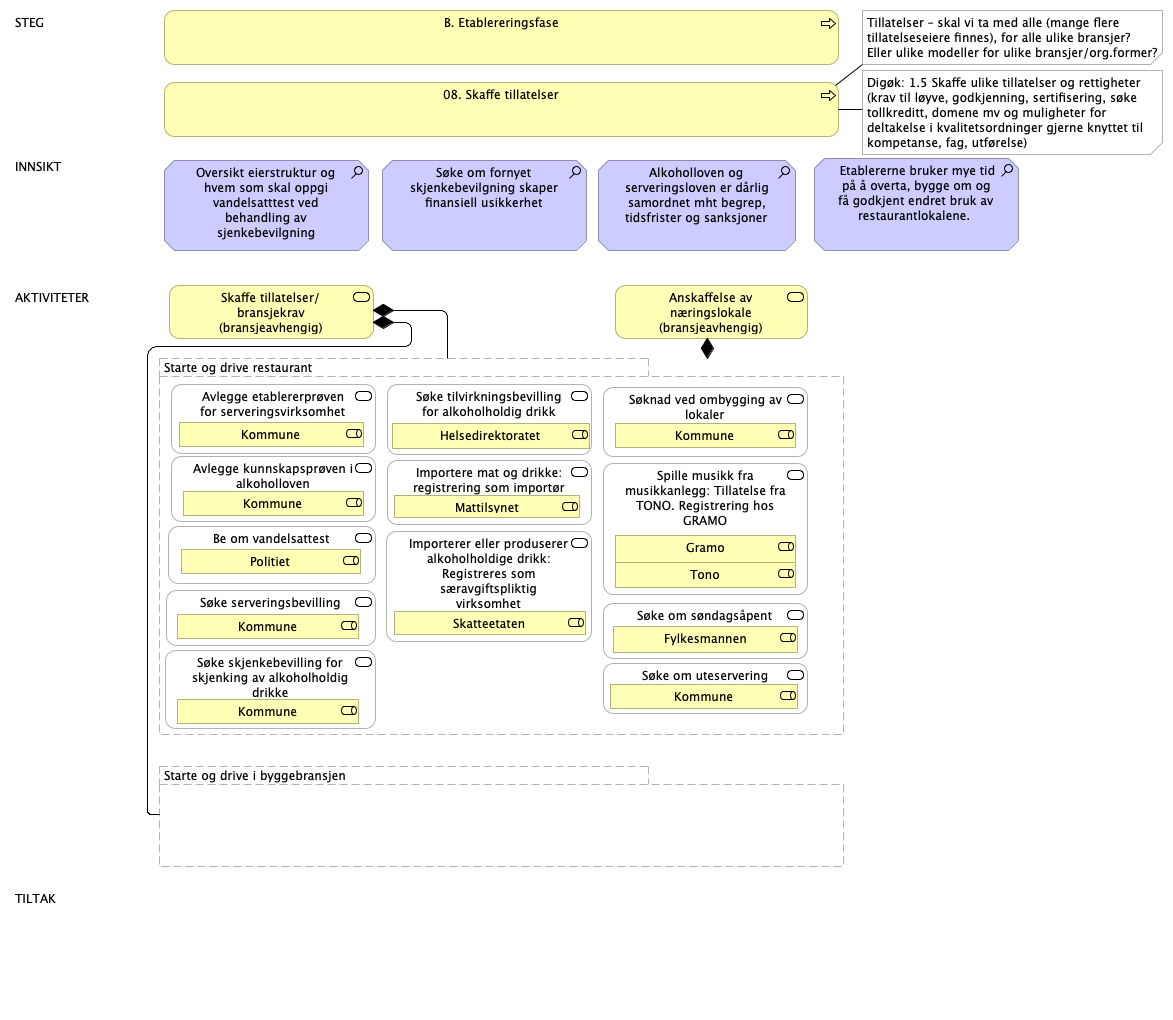 STEG
B. Etablereringsfase
Tillatelser – skal vi ta med alle (mange flere
tillatelseseiere finnes), for alle ulike bransjer?
Eller ulike modeller for ulike bransjer/org.former?
08. Skaffe tillatelser
Digøk: 1.5 Skaffe ulike tillatelser og rettigheter
(krav til løyve, godkjenning, sertifisering, søke
tollkreditt, domene mv og muligheter for
deltakelse i kvalitetsordninger gjerne knyttet til
kompetanse, fag, utførelse)
INNSIKT
Oversikt eierstruktur og
hvem som skal oppgi
vandelsatttest ved
behandling av
sjenkebevilgning
Søke om fornyet
skjenkebevilgning skaper
finansiell usikkerhet
Alkoholloven og
serveringsloven er dårlig
samordnet mht begrep,
tidsfrister og sanksjoner
Etablererne bruker mye tid
på å overta, bygge om og
få godkjent endret bruk av
restaurantlokalene.
AKTIVITETER
Skaffe tillatelser/
bransjekrav
(bransjeavhengig)
Anskaffelse av
næringslokale
(bransjeavhengig)
Starte og drive restaurant
Avlegge etablererprøven
for serveringsvirksomhet
Kommune
Avlegge kunnskapsprøven i
alkoholloven
Kommune
Be om vandelsattest
Politiet
Søke serveringsbevilling
Kommune
Søke skjenkebevilling for
skjenking av alkoholholdig
drikke
Kommune
Søke tilvirkningsbevilling
for alkoholholdig drikk
Helsedirektoratet
Importere mat og drikke:
registrering som importør
Mattilsynet
Importerer eller produserer
alkoholholdige drikk:
Registreres som
særavgiftspliktig
virksomhet
Skatteetaten
Søknad ved ombygging av
lokaler
Kommune
Spille musikk fra
musikkanlegg: Tillatelse fra
TONO. Registrering hos
GRAMO
Gramo
Tono
Søke om søndagsåpent
Fylkesmannen
Søke om uteservering
Kommune
Starte og drive i byggebransjen
TILTAK